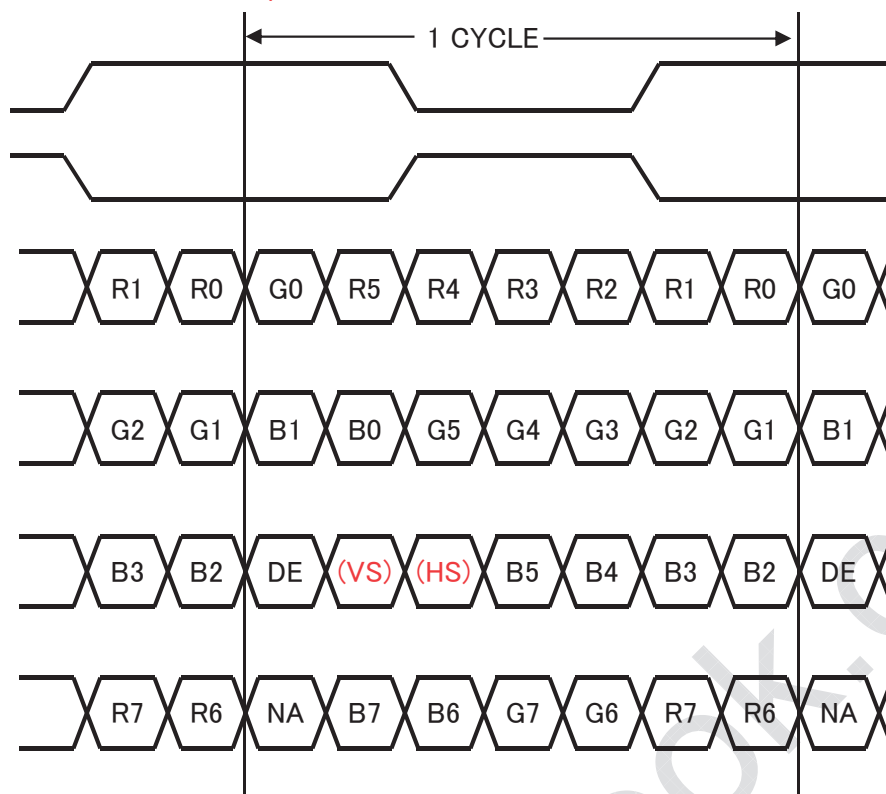 1 CYCLE
R1 R0 G0 R5 R4 R3 R2 R1 R0 G0
G2 G1 B1 B0 G5 G4 G3 G2 G1 B1
B3 B2 DE (VS) (HS) B5 B4 B3 B2 DE
R7 R6 NA B7 B6 G7 G6 R7 R6 NA